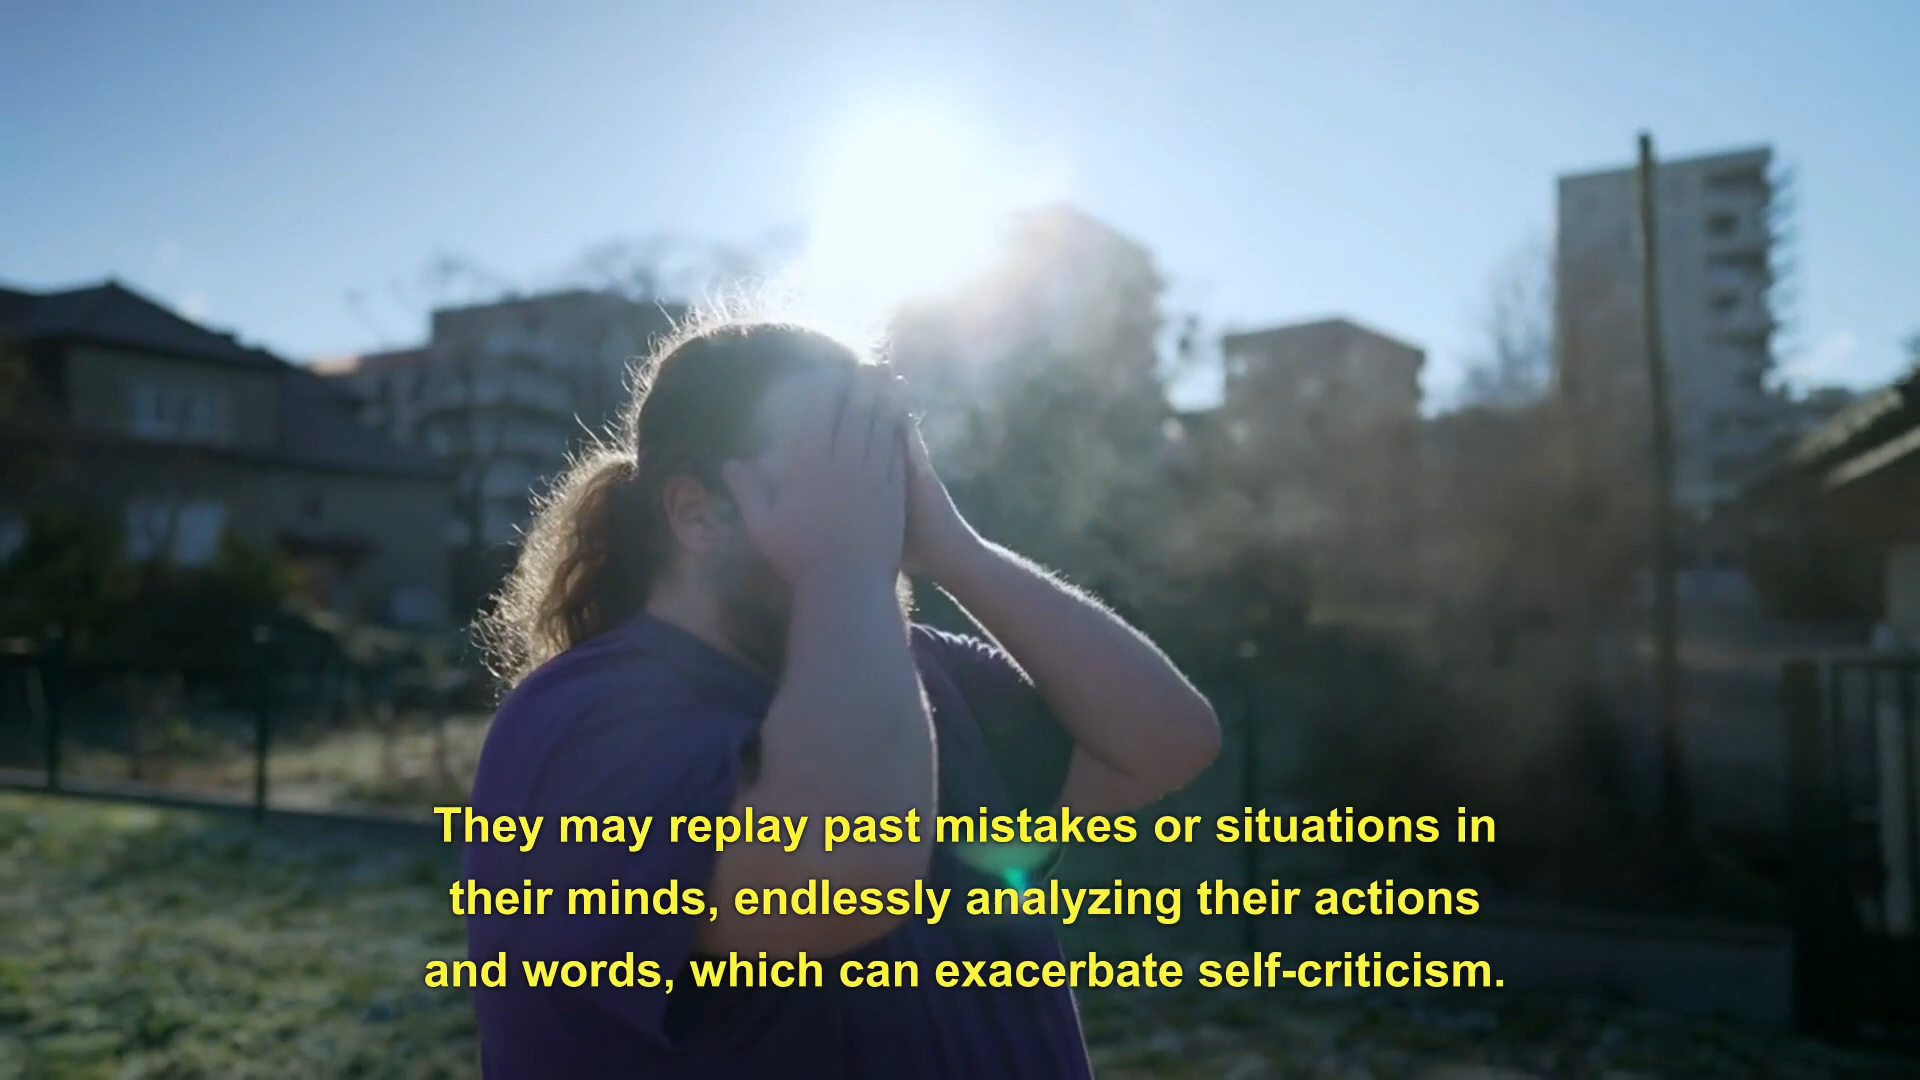 They may replay past mistakes or situations in
their minds, endlessly analyzing their actions
and words, which can exacerbate self-criticism.